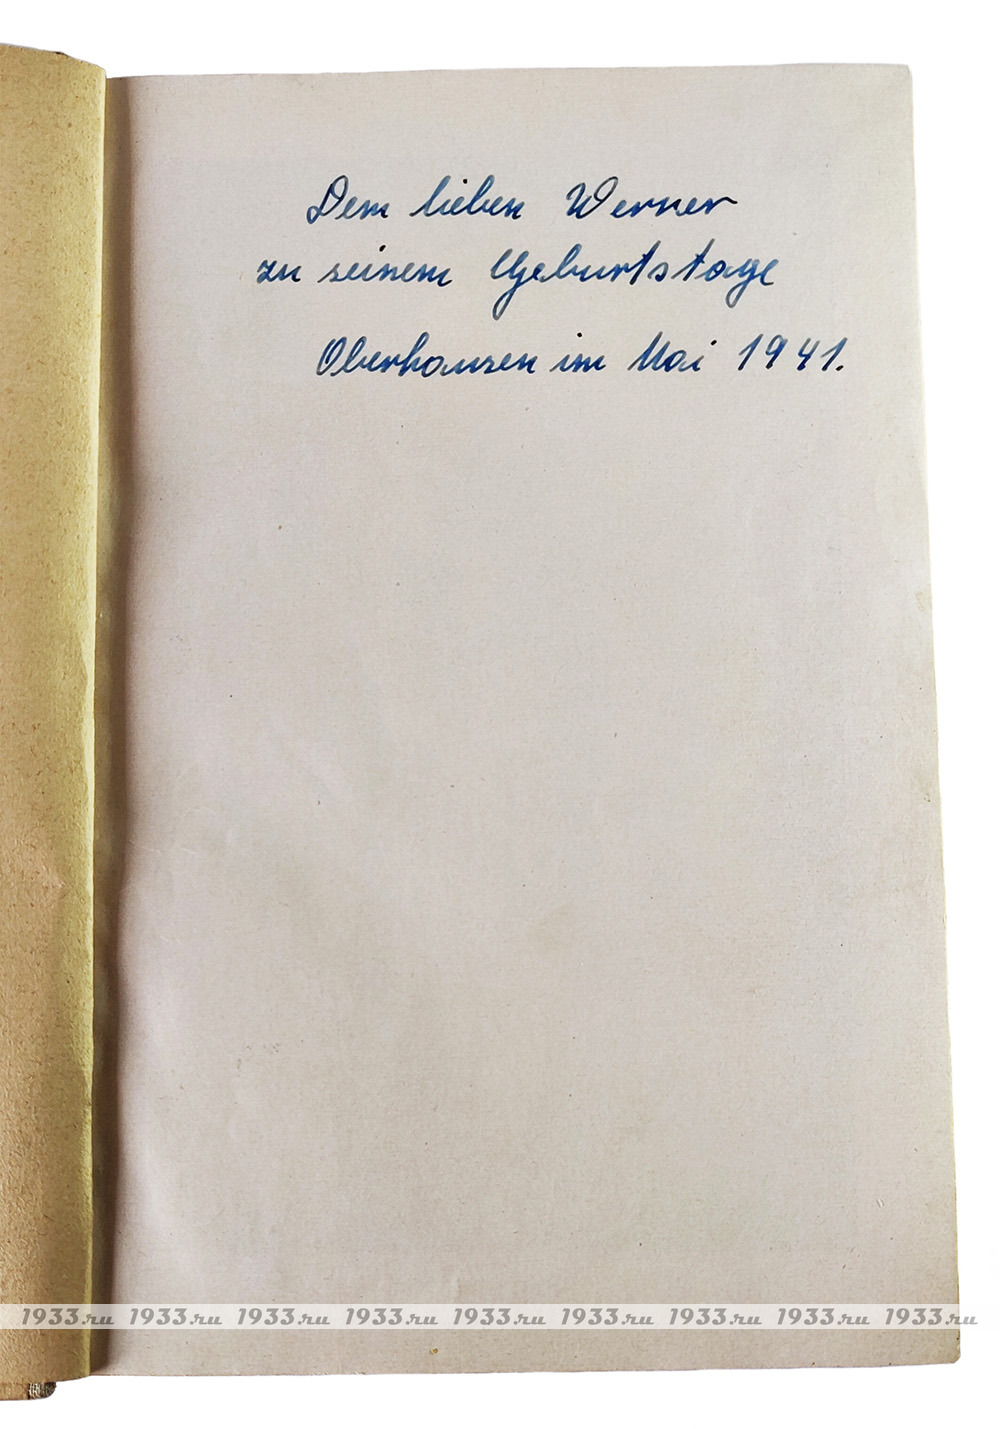 Dem lieben Werner
zu seinem Geburtstage
Oberhausen im Mai 1941.
1933.ru 1933.ru 1933.ru 1933.ru 1933.ru 1933.ru 1933.ru 1933.ru 1933.ru